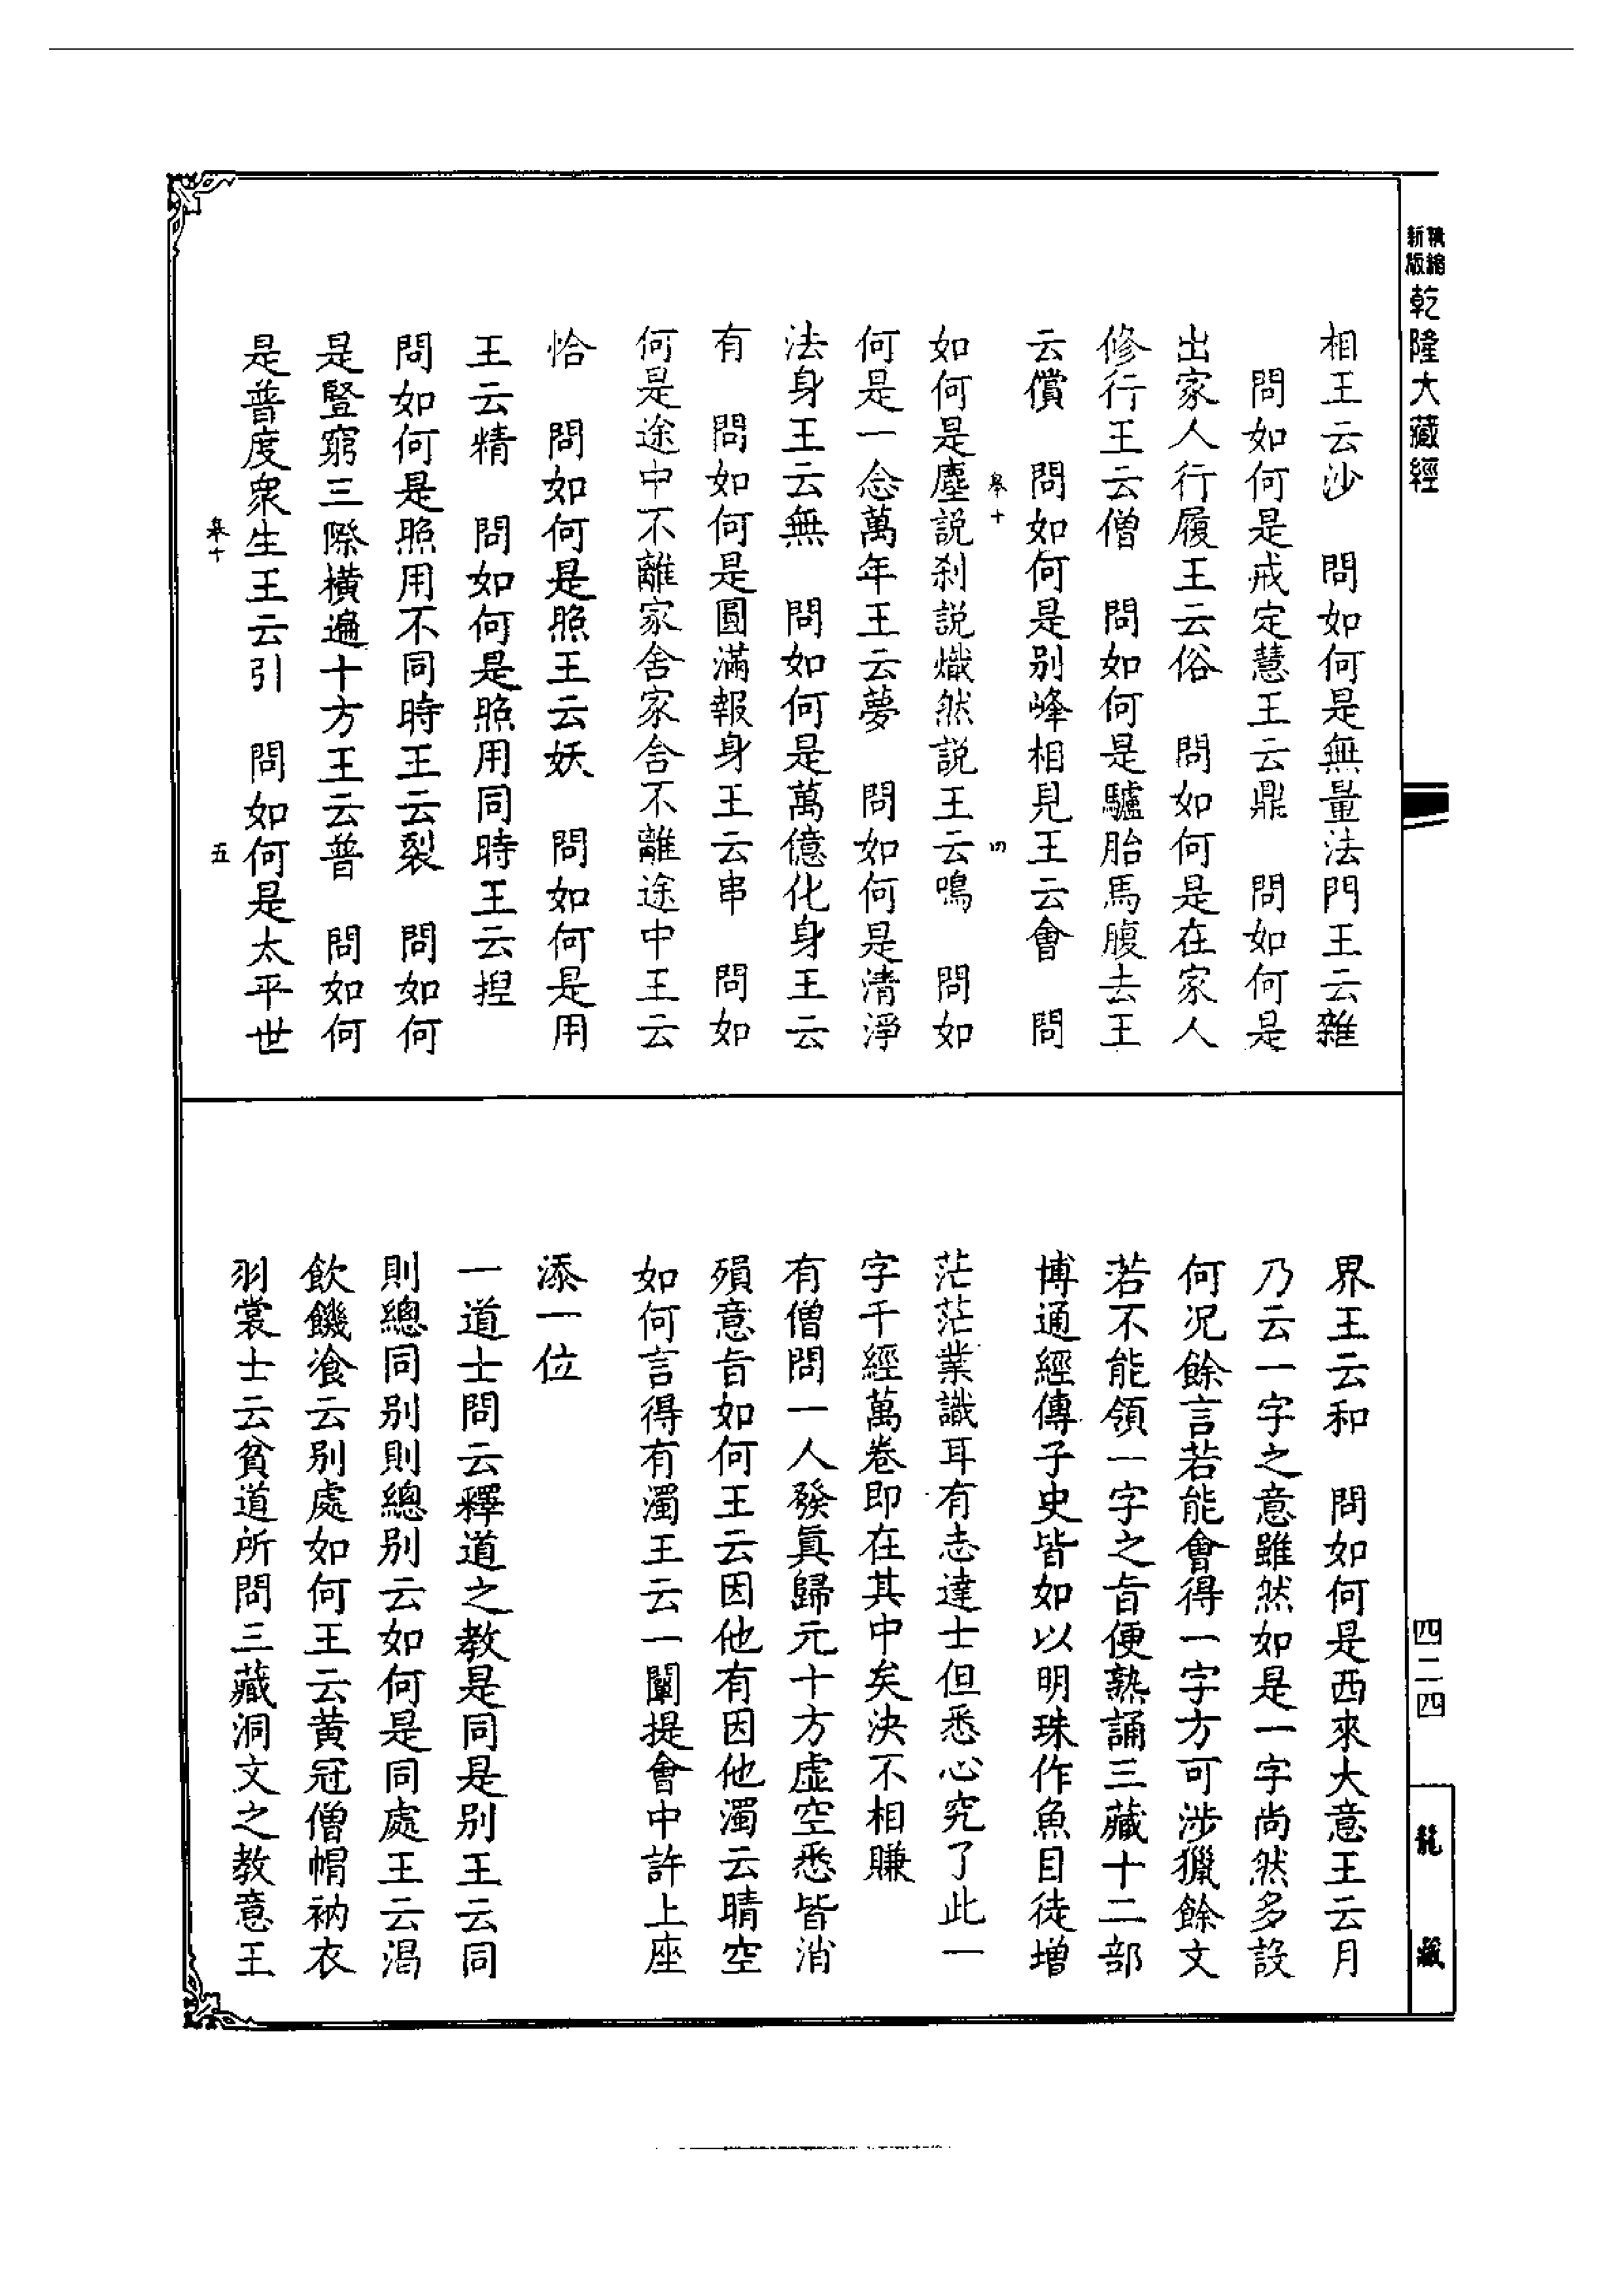 精縮新版 乾隆大藏經
相王云沙　問如何是無量法門王云雜
問如何是戒定慧王云鼎　問如何是
出家人行履王云俗　問如何是在家人
修行王云僧　問如何是驢胎馬腹去王
云償　問如何是別峰相見王云會　問
如何是塵説刹説熾然説王云鳴　問如
何是一念萬年王云夢　問如何是清淨
法身王云無　問如何是萬億化身王云
有　問如何是圓滿報身王云串　問如
何是途中不離家舍家舍不離途中王云
恰　問如何是照王云妖　問如何是用
王云精　問如何是照用同時王云揑
問如何是照用不同時王云裂　問如何
是豎窮三際橫遍十方王云普　問如何
是普度衆生王云引　問如何是太平世
十　五
界王云和　問如何是西來大意王云月
乃云一字之意雖然如是一字尚然多設
何况餘言若能會得一字方可涉獵餘文
若不能領一字之旨便熟誦三藏十二部
博通經傳子史皆如以明珠作魚目徒增
茫茫業識耳有志達士但悉心究了此一
字千經萬卷即在其中矣決不相賺
有僧問一人發眞歸元十方虛空悉皆消
殞意旨如何王云因他有因他濁云晴空
如何言得有濁王云一闡提會中許上座
添一位
一道士問云釋道之教是同是别王云同
則總同别則總别云如何是同處王云渴
飲饑飡云别處如何王云黄冠僧帽衲衣
羽裳士云貧道所問三藏洞文之教意王
四二四
龍藏